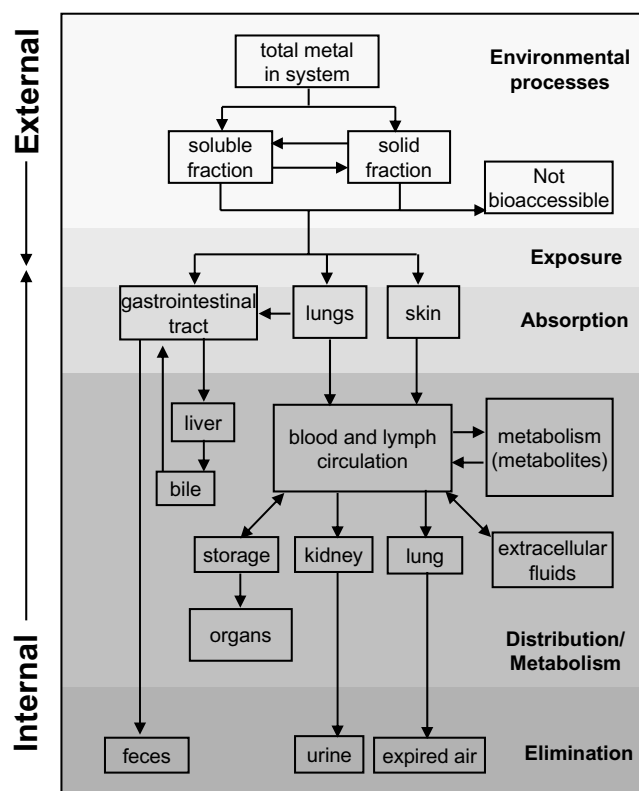 External
Internal
total metal
in system
Environmental
processes
soluble
fraction
solid
fraction
Not
bioaccessible
Exposure
gastrointestinal
tract
lungs
skin
Absorption
liver
bile
blood and lymph
circulation
metabolism
(metabolites)
storage
kidney
lung
extracellular
fluids
organs
Distribution/
Metabolism
feces
urine
expired air
Elimination